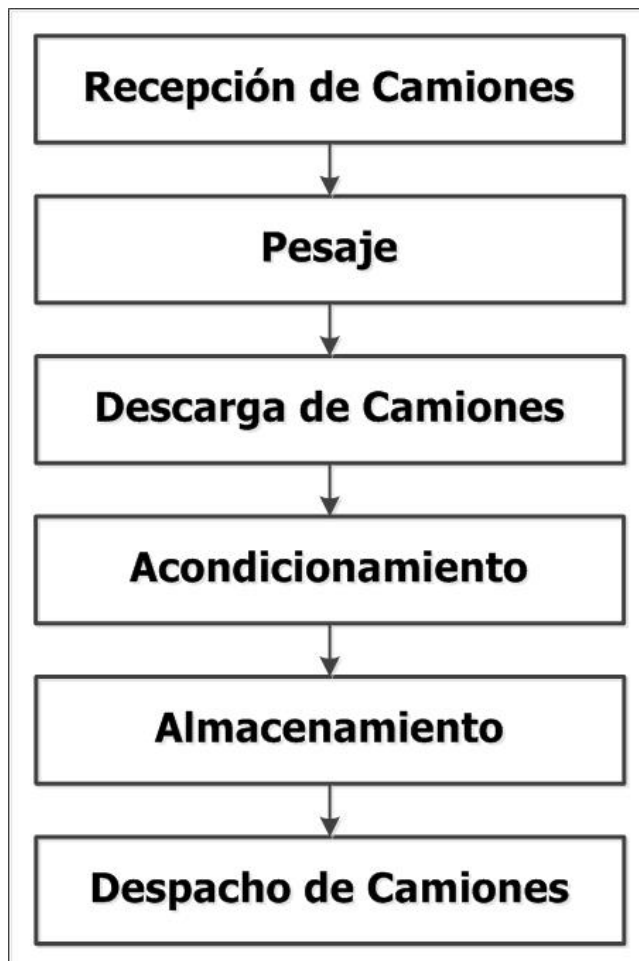 Recepción de Camiones
Pesaje
Descarga de Camiones
Acondicionamiento
Almacenamiento
Despacho de Camiones